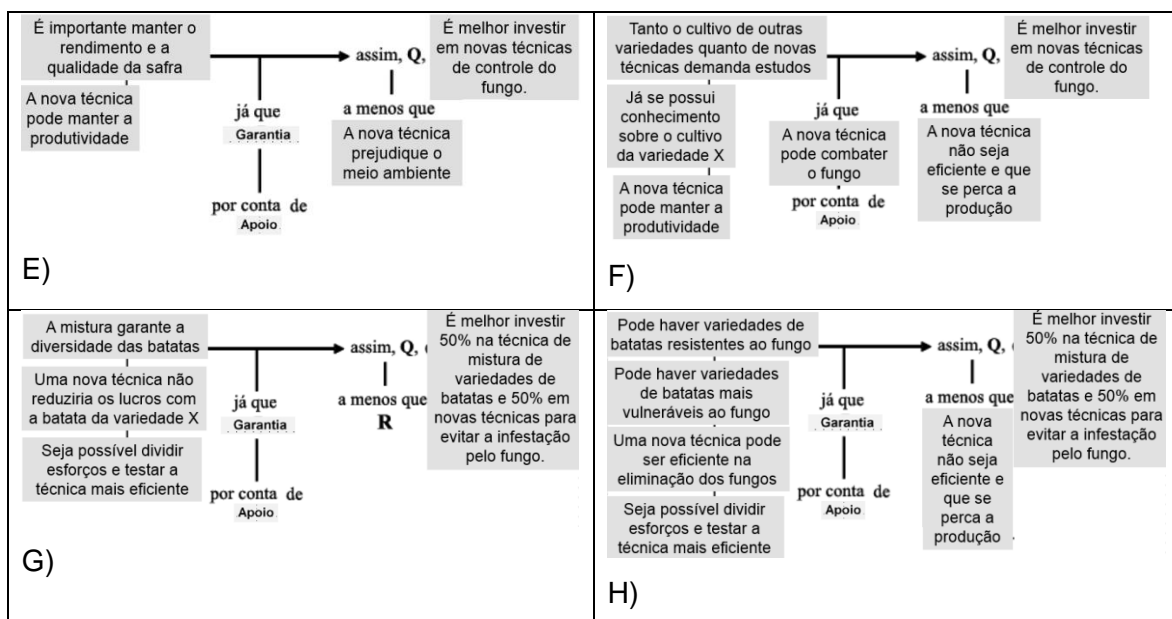 É importante manter o
rendimento e a
qualidade da safra
A nova técnica
pode manter a
produtividade
já que
Garantia
por conta de
Apoio
assim, Q,
a menos que
A nova técnica
prejudique o
meio ambiente
É melhor investir
em novas técnicas
de controle do
fungo.
E)
Tanto o cultivo de outras
variedades quanto de novas
técnicas demanda estudos
Já se possui
conhecimento
sobre o cultivo
da variedade X
A nova técnica
pode manter a
produtividade
já que
A nova técnica
pode combater
o fungo
por conta de
Apoio
assim, Q,
a menos que
A nova técnica
não seja
eficiente e que
se perca a
produção
É melhor investir
em novas técnicas
de controle do
fungo.
F)
A mistura garante a
diversidade das batatas
Uma nova técnica não
reduziria os lucros com
a batata da variedade X
Seja possível dividir
esforços e testar a
técnica mais eficiente
já que
Garantia
por conta de
Apoio
assim, Q,
a menos que
R
É melhor investir
50% na técnica de
mistura de
variedades de
batatas e 50% em
novas técnicas para
evitar a infestação
pelo fungo.
G)
Pode haver variedades de
batatas resistentes ao fungo
Pode haver variedades
de batatas mais
vulneráveis ao fungo
Uma nova técnica pode
ser eficiente na
eliminação dos fungos
Seja possível dividir
esforços e testar a
técnica mais eficiente
já que
Garantia
por conta de
Apoio
assim, Q,
a menos que
A nova
técnica
não seja
eficiente e
que se
perca a
produção
É melhor investir
50% na técnica de
mistura de
variedades de
batatas e 50% em
novas técnicas para
evitar a infestação
pelo fungo.
H)